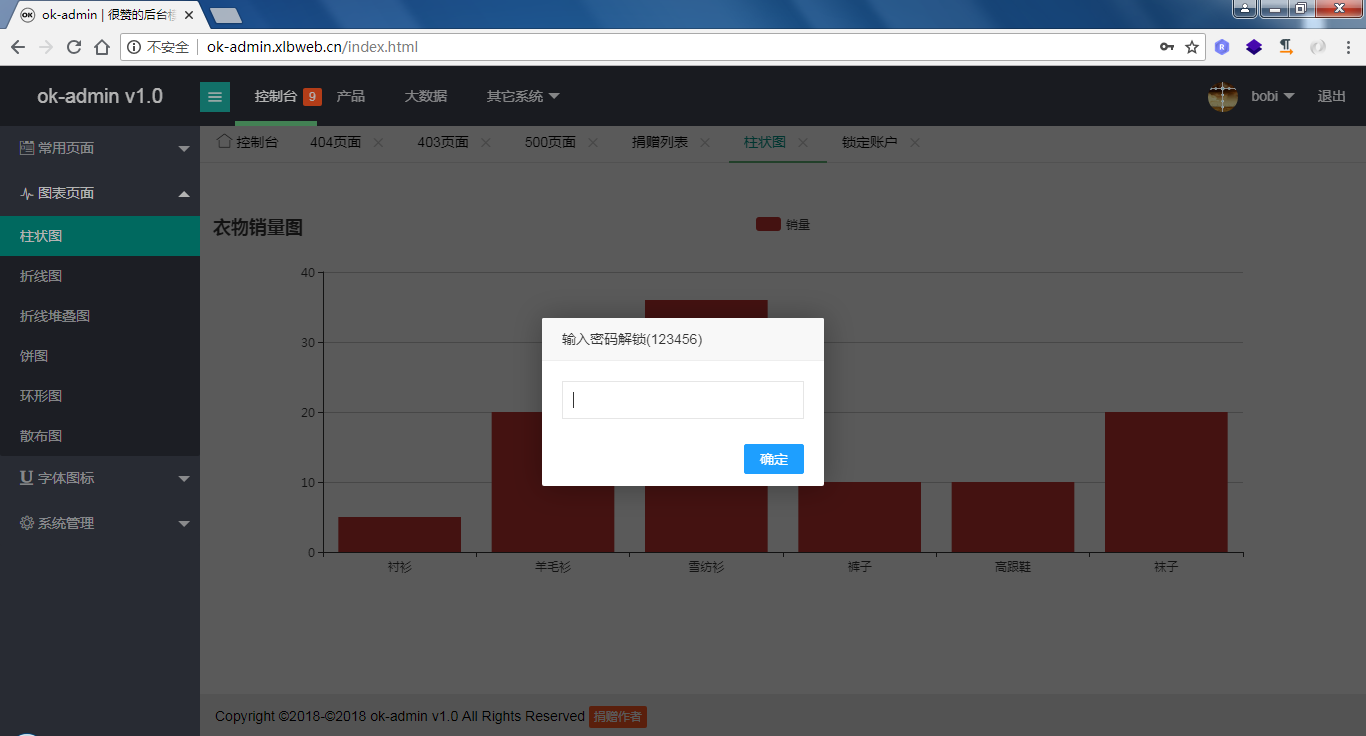 ok-admin | 很赞的后台
不安全 ok-admin.xlbweb.cn/index.html
ok-admin v1.0 控制台 9 产品 大数据 其它系统 bobi 退出
控制台 404页面 403页面 500页面 捐赠列表 柱状图 锁定账户
常用页面
图表页面
柱状图
折线图
折线堆叠图
饼图
环形图
散布图
字体图标
系统管理
衣物销量图 销量
40
30
20
10
0
衬衫 羊毛衫 雪纺衫 裤子 高跟鞋 袜子
输入密码解锁(123456)
确定
Copyright ©2018-©2018 ok-admin v1.0 All Rights Reserved 捐赠作者